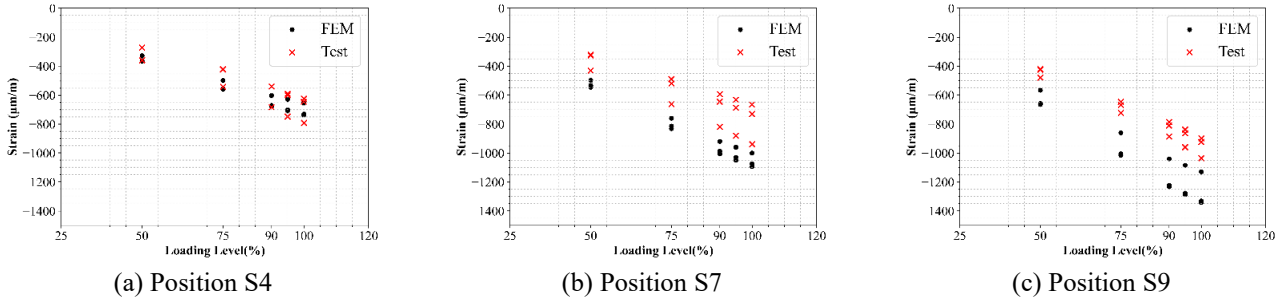 0
−200
−400
−600
−800
−1000
−1200
−1400
Strain (μm/m)
25
50
75
90
100
120
Loading Level(%)
FEM
Test
(a) Position S4
0
−200
−400
−600
−800
−1000
1200
1400
Strain (μm/m)
25
50
75
90
100
120
Loading Level(%)
FEM
Test
(b) Position S7
0
−200
−400
−600
−800
−1000
−1200
−1400
Strain (μm/m)
25
50
75
90
100
120
Loading Level(%)
FEM
Test
(c) Position S9